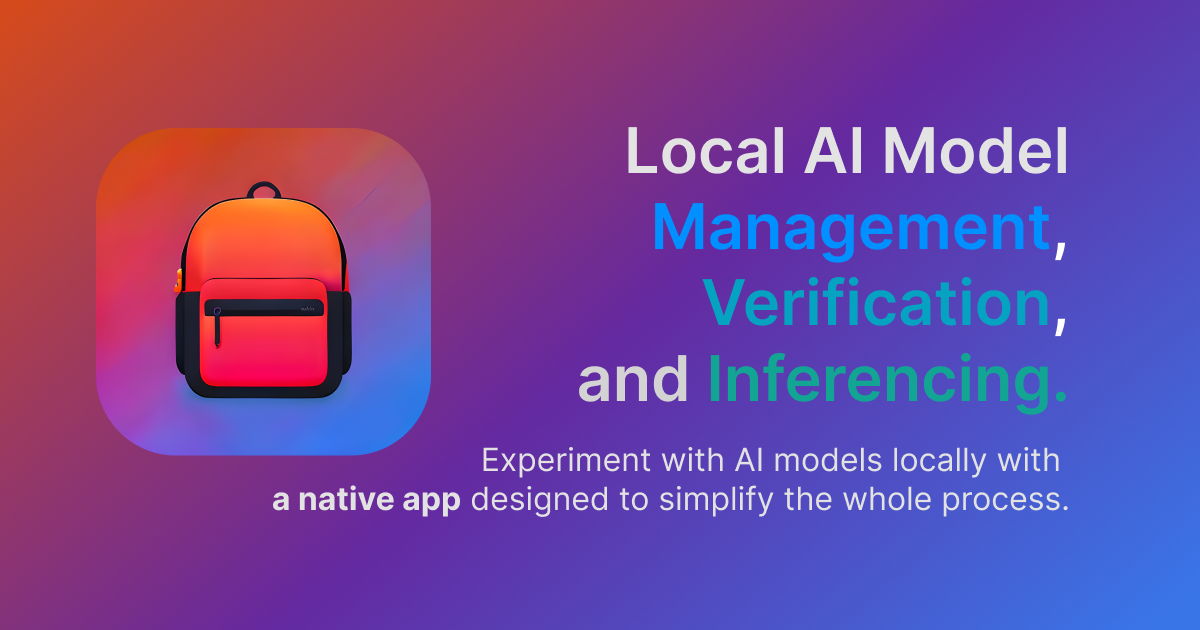 Local AI Model
Management,
Verification,
and Inferencing.
Experiment with AI models locally with
a native app designed to simplify the whole process.